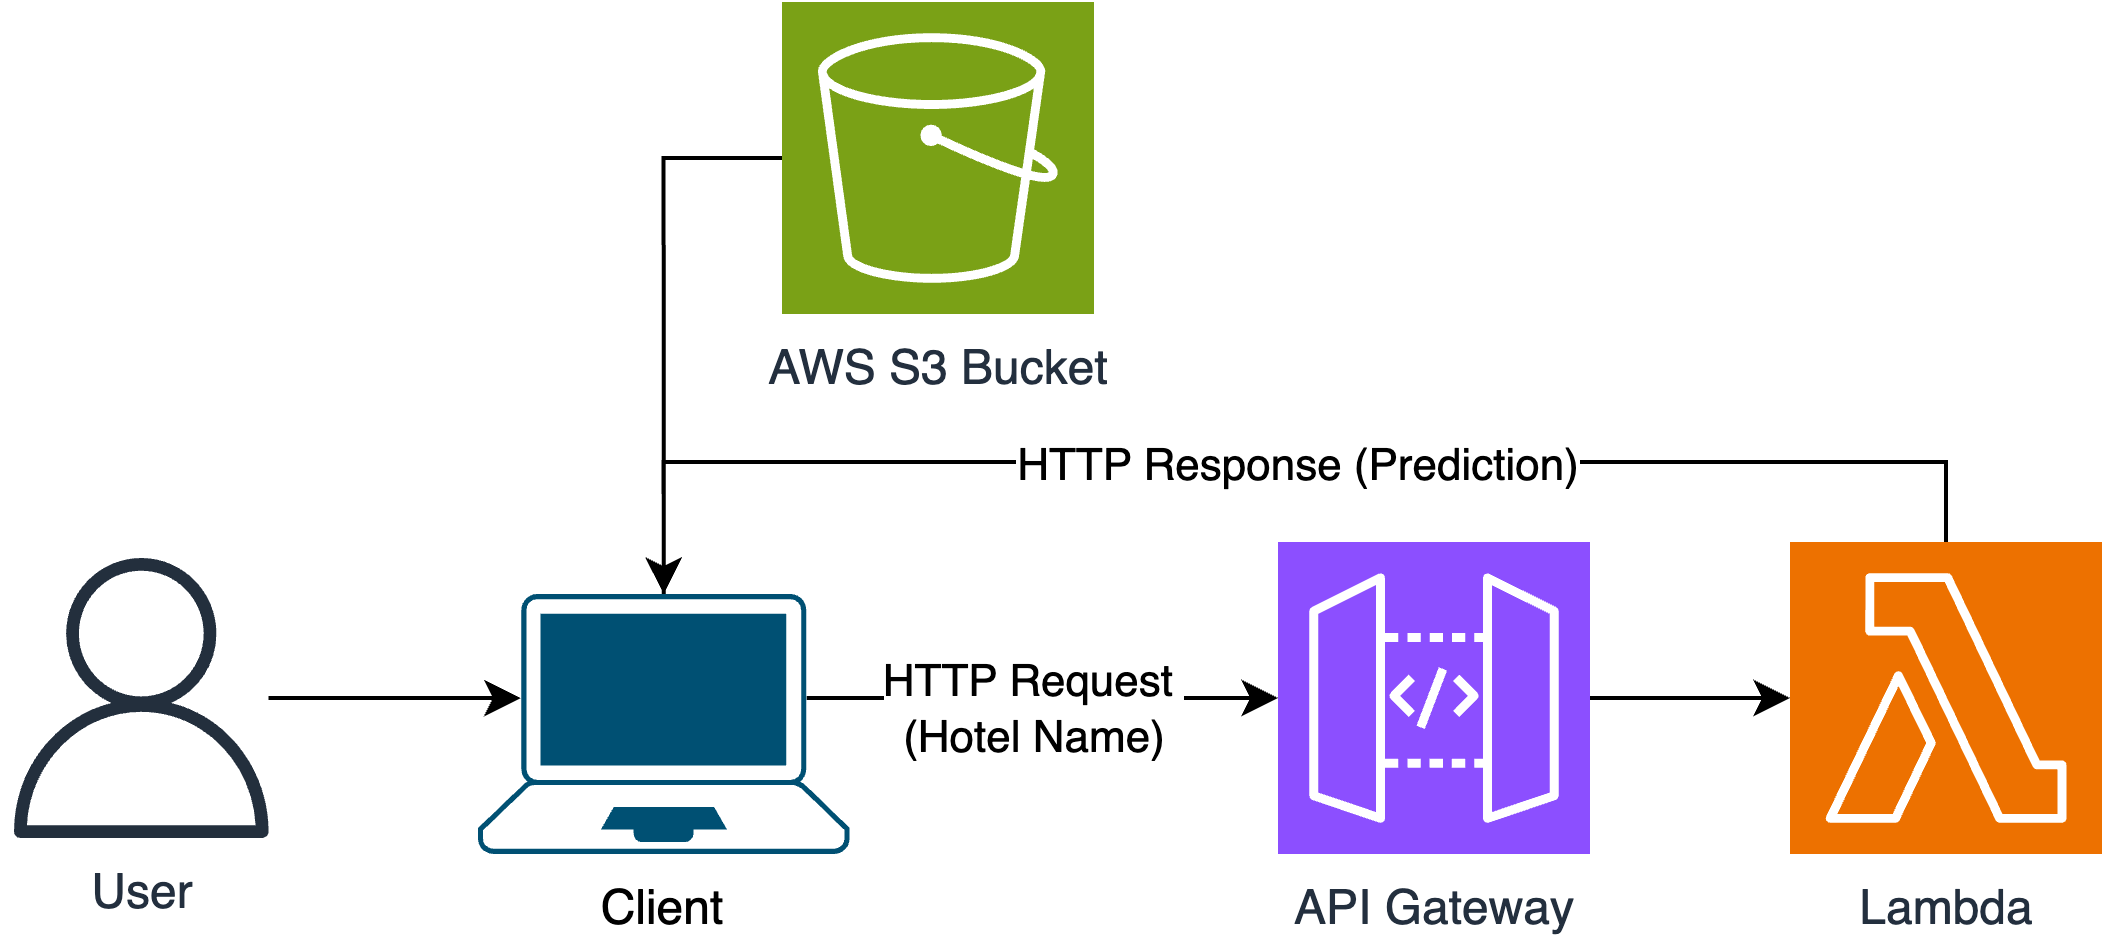 AWS S3 Bucket
HTTP Response (Prediction)
HTTP Request
(Hotel Name)
User
Client
API Gateway
Lambda